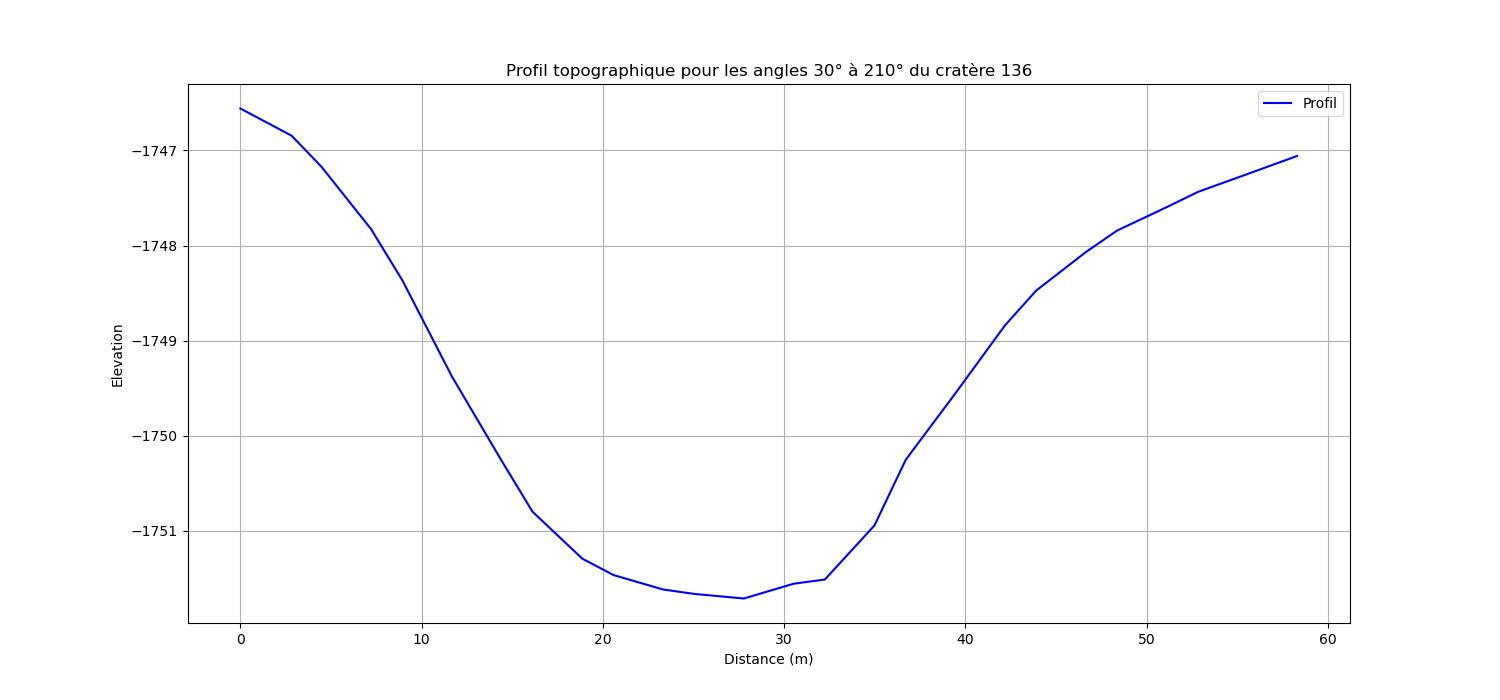 Profil topographique pour les angles 30° à 210° du cratère 136
Profil
−1747
−1748
−1749
−1750
−1751
Elevation
0 10 20 30 40 50 60
Distance (m)